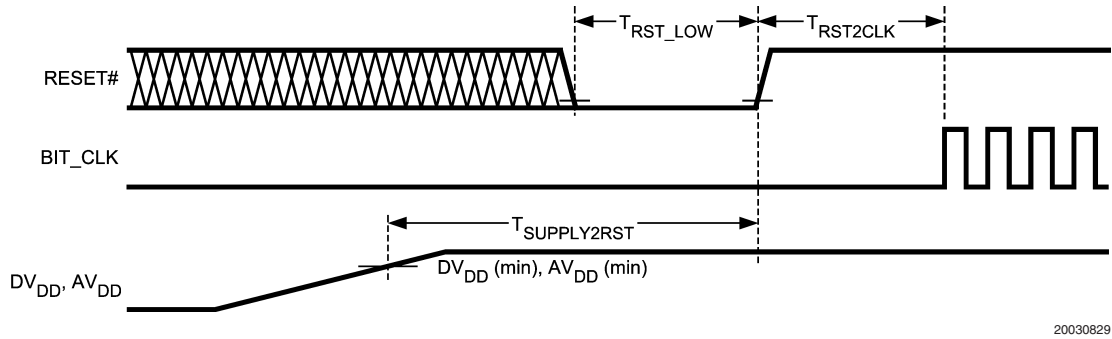 T_RST_LOW
T_RST2CLK
RESET#
BIT_CLK
T_SUPPLY2RST
DV_DD (min), AV_DD (min)
DV_DD, AV_DD
20030829